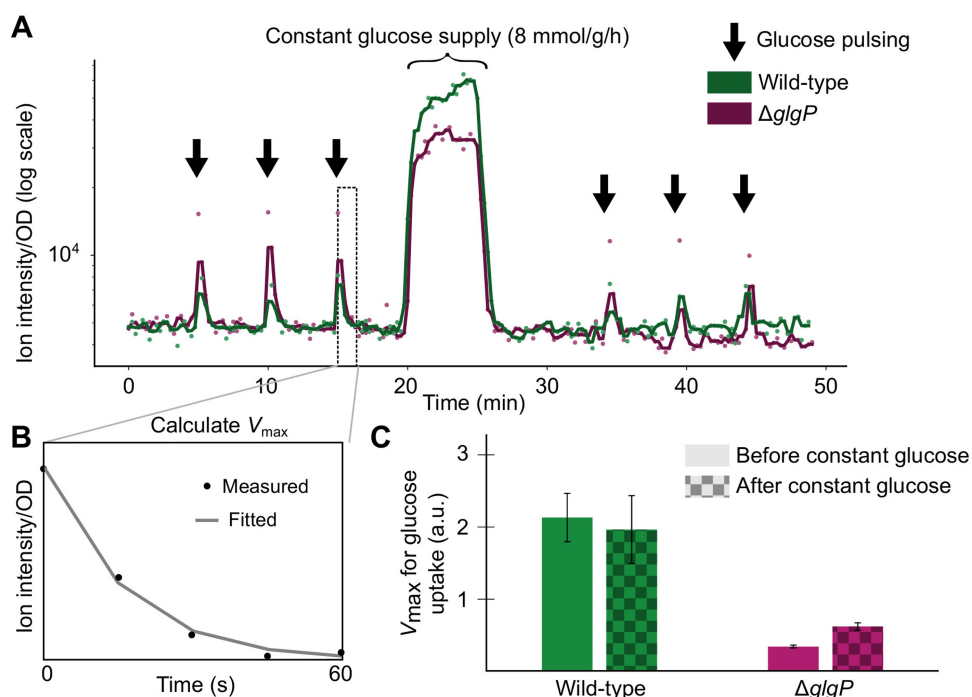 A
Constant glucose supply (8 mmol/g/h)
Glucose pulsing
Wild-type
ΔglgP
Ion intensity/OD (log scale)
10⁴
0 10 20 30 40 50
Time (min)
B
Calculate Vmax
Measured
Fitted
Ion intensity/OD
0 60
Time (s)
C
Before constant glucose
After constant glucose
Vmax for glucose
uptake (a.u.)
3
2
1
Wild-type ΔglgP